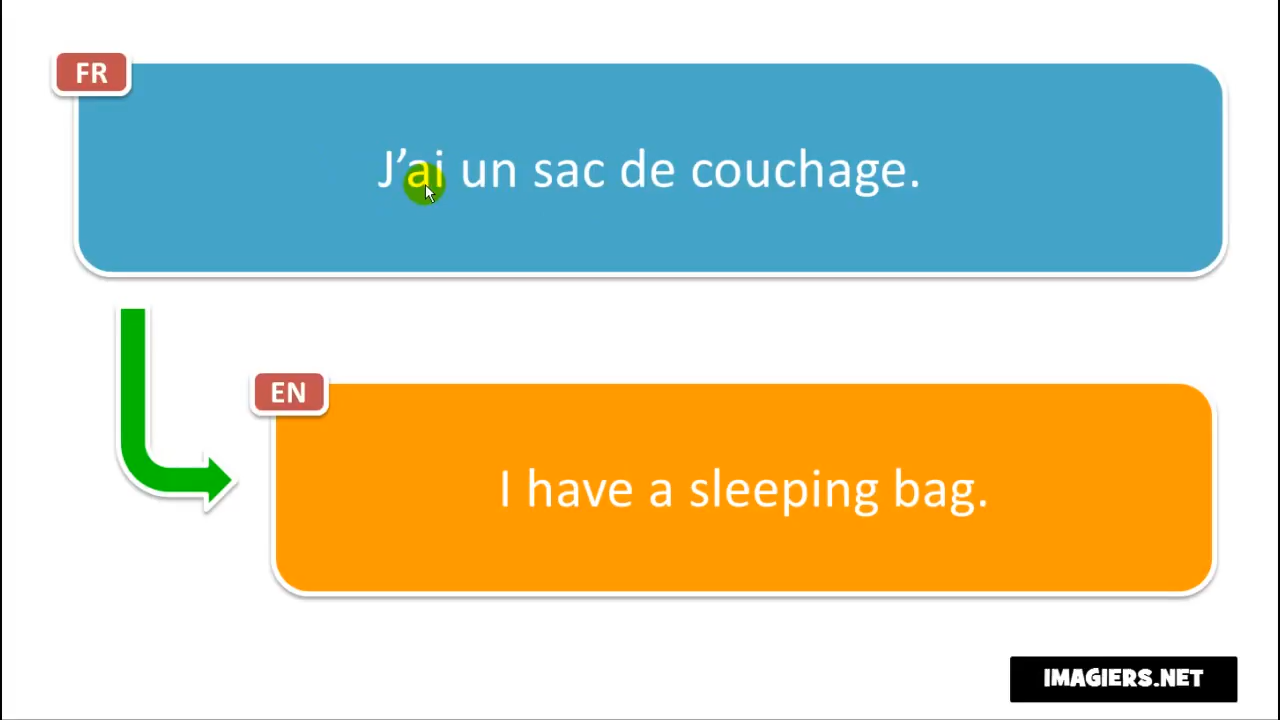 FR
J’ai un sac de couchage.
EN
I have a sleeping bag.
IMAGIERS.NET